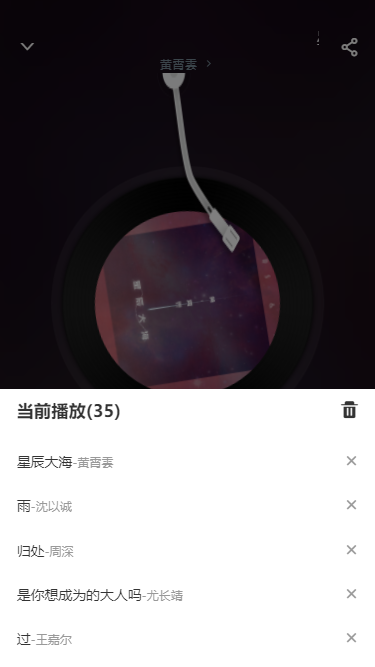 黄霄雲
当前播放(35)
星辰大海-黄霄雲
雨-沈以诚
归处-周深
是你想成为的大人吗-尤长靖
过-王嘉尔